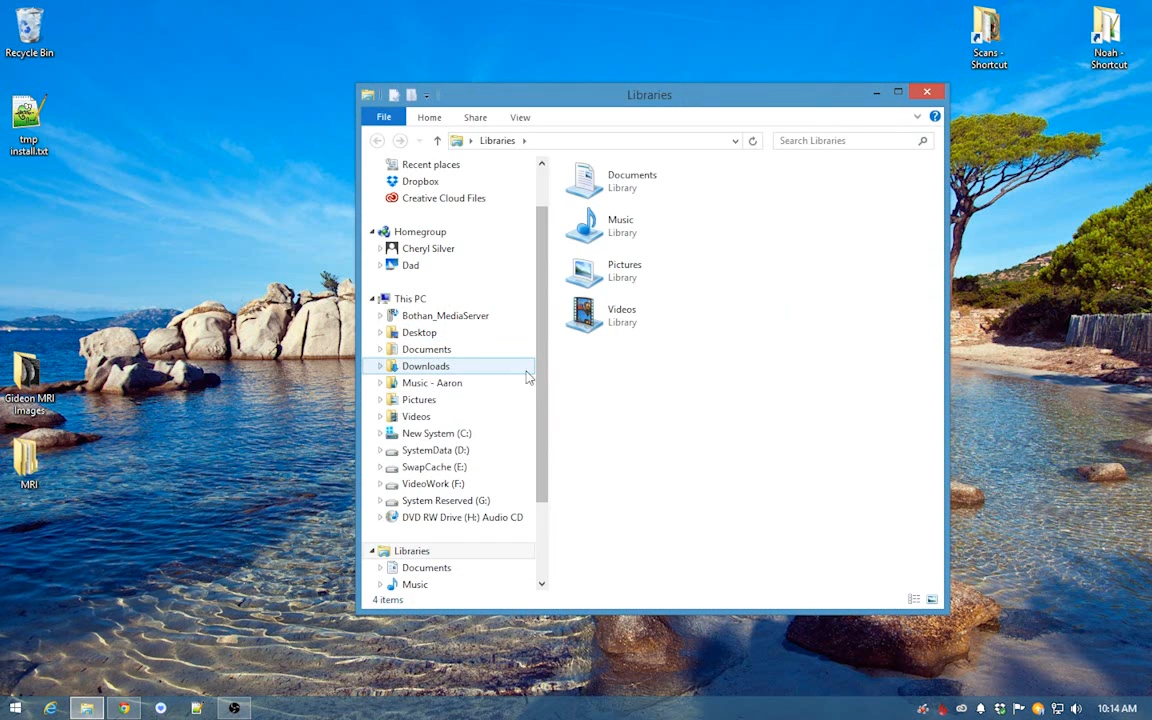 Recycle Bin
tmp
install.txt
Gideon MRI
Images
MRI
Scans -
Shortcut
Noah -
Shortcut
Libraries
File Home Share View
Libraries
Search Libraries
Recent places
Dropbox
Creative Cloud Files
Homegroup
Cheryl Silver
Dad
This PC
Bothan_MediaServer
Desktop
Documents
Downloads
Music - Aaron
Pictures
Videos
New System (C:)
SystemData (D:)
SwapCache (E:)
VideoWork (F:)
System Reserved (G:)
DVD RW Drive (H:) Audio CD
Libraries
Documents
Music
Documents
Library
Music
Library
Pictures
Library
Videos
Library
4 items
10:14 AM